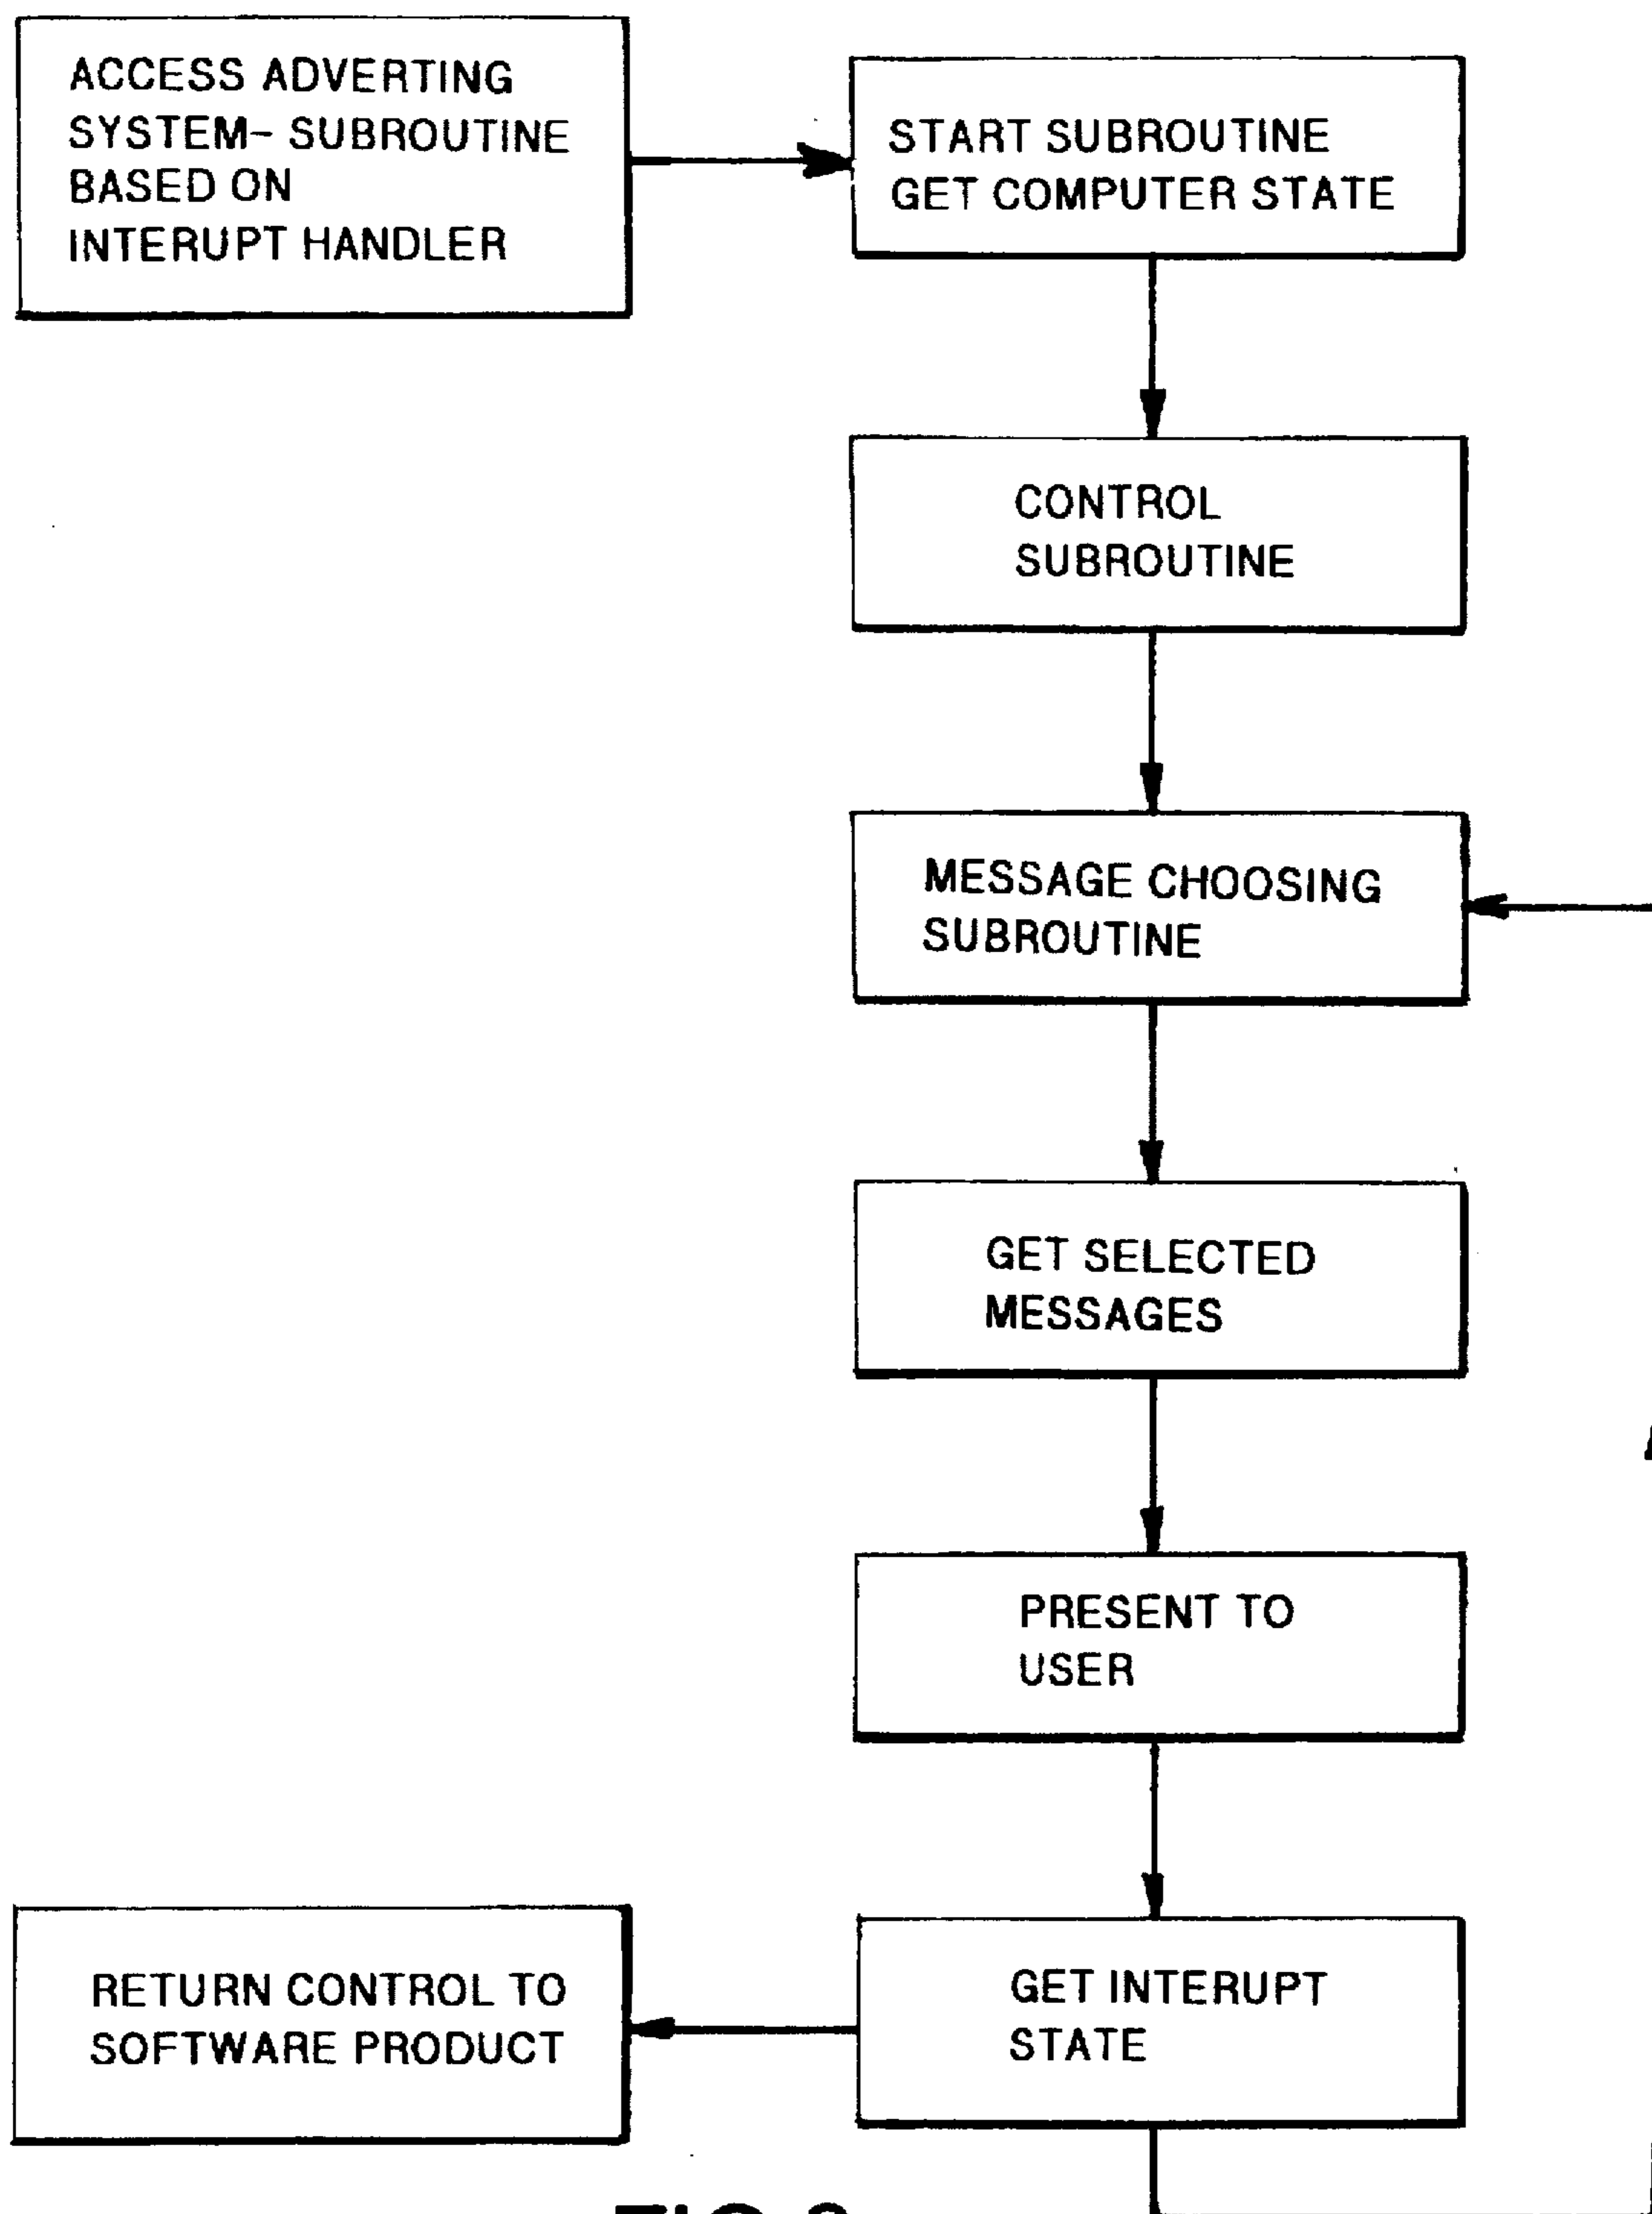 ACCESS ADVERTING
SYSTEM- SUBROUTINE
BASED ON
INTERUPT HANDLER
START SUBROUTINE
GET COMPUTER STATE
CONTROL
SUBROUTINE
MESSAGE CHOOSING
SUBROUTINE
GET SELECTED
MESSAGES
PRESENT TO
USER
GET INTERUPT
STATE
RETURN CONTROL TO
SOFTWARE PRODUCT